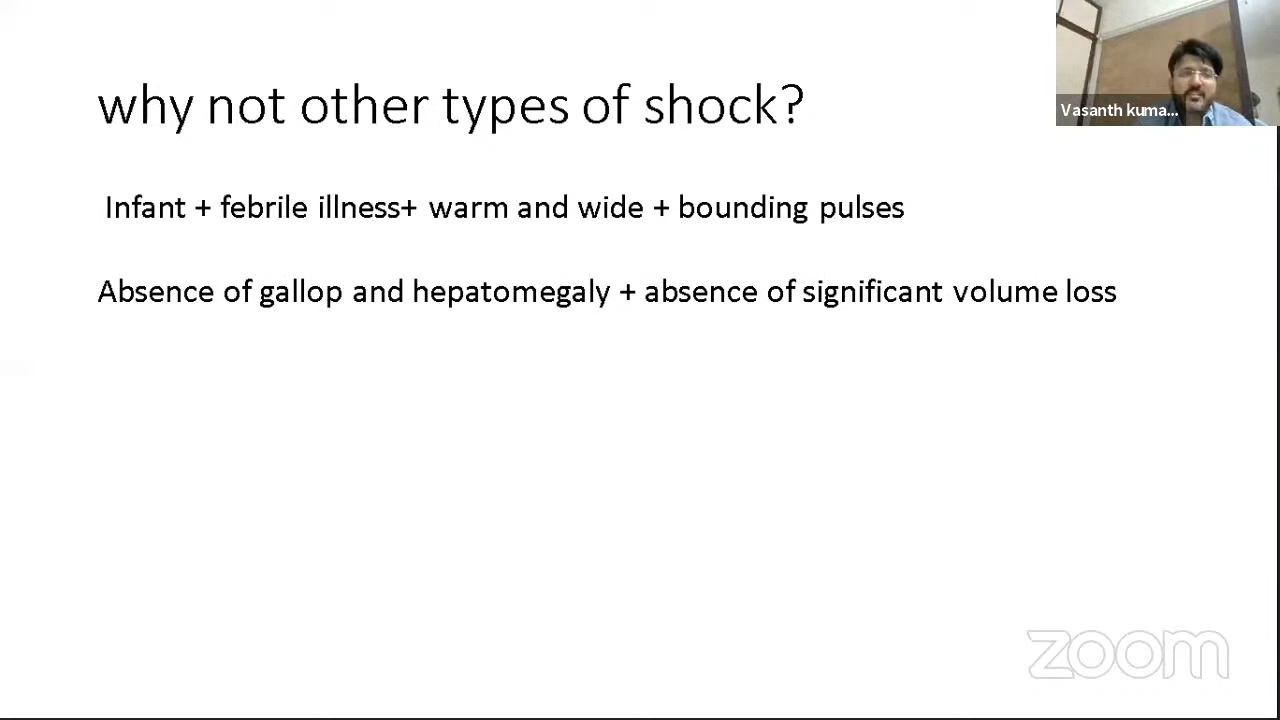 why not other types of shock?
Vasanth kuma...
Infant + febrile illness+ warm and wide + bounding pulses
Absence of gallop and hepatomegaly + absence of significant volume loss
zoom